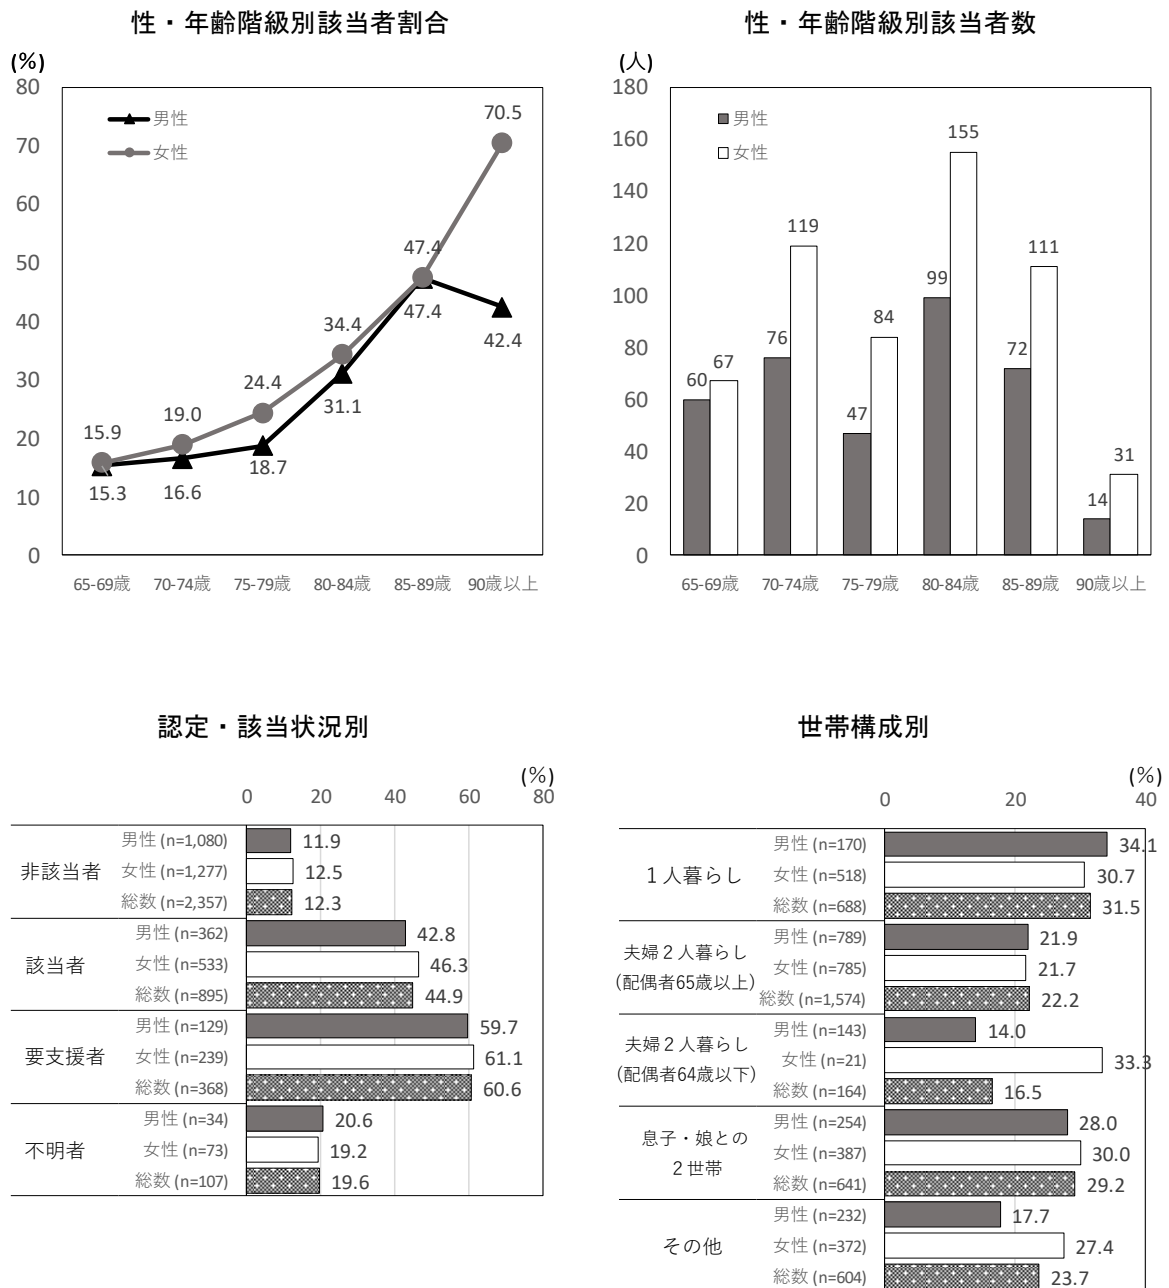 性・年齢階級別該当者割合
(%)
80
70
60
50
40
30
20
10
0
男性
女性
70.5
47.4
47.4
42.4
34.4
31.1
24.4
18.7
19.0
16.6
15.9
15.3
65-69歳 70-74歳 75-79歳 80-84歳 85-89歳 90歳以上
性・年齢階級別該当者数
(人)
180
160
140
120
100
80
60
40
20
0
男性
女性
60 67
76 119
47 84
99 155
72 111
14 31
65-69歳 70-74歳 75-79歳 80-84歳 85-89歳 90歳以上
認定・該当状況別
(%)
0 20 40 60 80
非該当者
男性 (n=1,080) 11.9
女性 (n=1,277) 12.5
総数 (n=2,357) 12.3
該当者
男性 (n=362) 42.8
女性 (n=533) 46.3
総数 (n=895) 44.9
要支援者
男性 (n=129) 59.7
女性 (n=239) 61.1
総数 (n=368) 60.6
不明者
男性 (n=34) 20.6
女性 (n=73) 19.2
総数 (n=107) 19.6
世帯構成別
(%)
0 20 40
１人暮らし
男性 (n=170) 34.1
女性 (n=518) 30.7
総数 (n=688) 31.5
夫婦２人暮らし
(配偶者65歳以上)
男性 (n=789) 21.9
女性 (n=785) 21.7
総数 (n=1,574) 22.2
夫婦２人暮らし
(配偶者64歳以下)
男性 (n=143) 14.0
女性 (n=21) 33.3
総数 (n=164) 16.5
息子・娘との
２世帯
男性 (n=254) 28.0
女性 (n=387) 30.0
総数 (n=641) 29.2
その他
男性 (n=232) 17.7
女性 (n=372) 27.4
総数 (n=604) 23.7